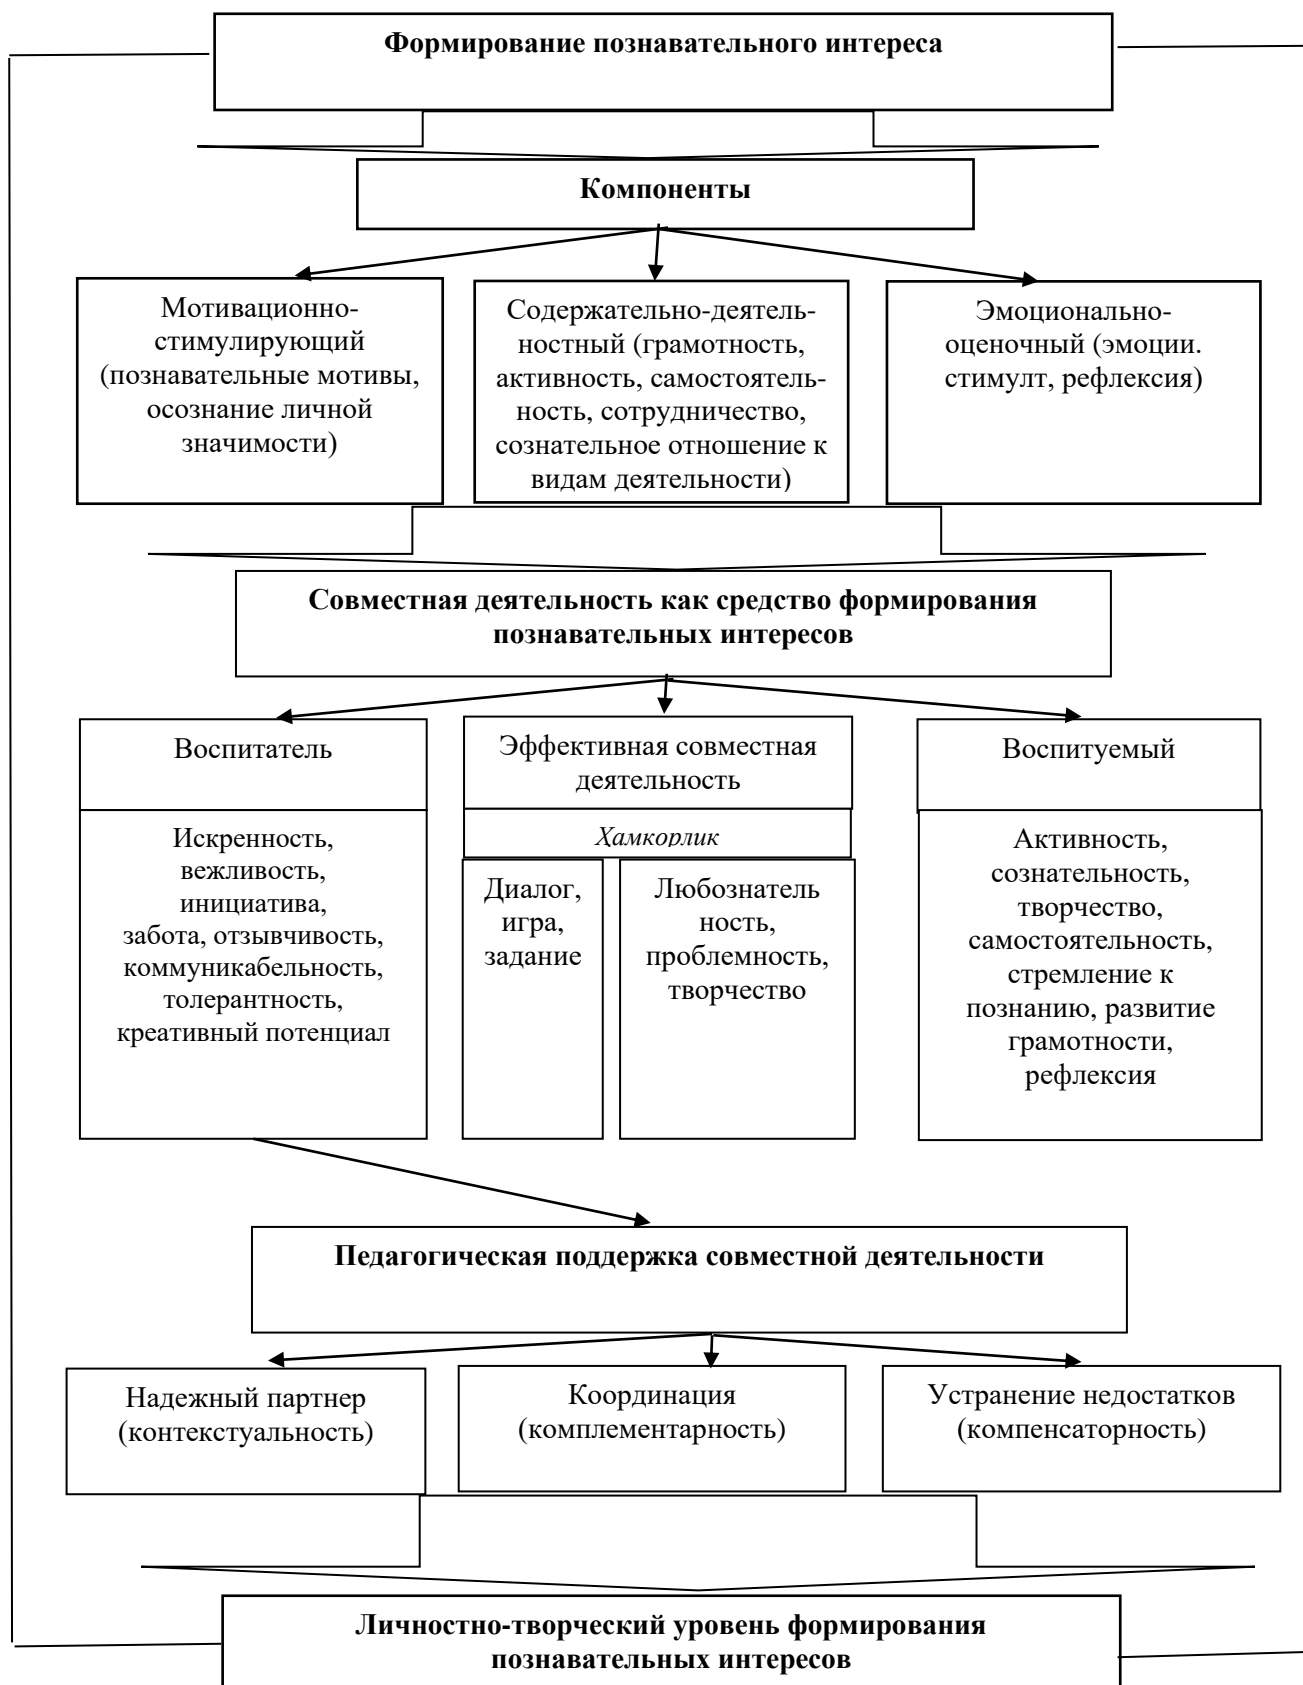 Формирование познавательного интереса
Компоненты
Мотивационно-
стимулирующий
(познавательные мотивы,
осознание личной
значимости)
Содержательно-деятель-
ностный (грамотность,
активность, самостоятель-
ность, сотрудничество,
сознательное отношение к
видам деятельности)
Эмоционально-
оценочный (эмоции.
стимулт, рефлексия)
Совместная деятельность как средство формирования
познавательных интересов
Воспитатель
Искренность,
вежливость,
инициатива,
забота, отзывчивость,
коммуникабельность,
толерантность,
креативный потенциал
Эффективная совместная
деятельность
Ҳамкорлик
Диалог,
игра,
задание
Любознатель
ность,
проблемность,
творчество
Воспитуемый
Активность,
сознательность,
творчество,
самостоятельность,
стремление к
познанию, развитие
грамотности,
рефлексия
Педагогическая поддержка совместной деятельности
Надежный партнер
(контекстуальность)
Координация
(комплементарность)
Устранение недостатков
(компенсаторность)
Личностно-творческий уровень формирования
познавательных интересов